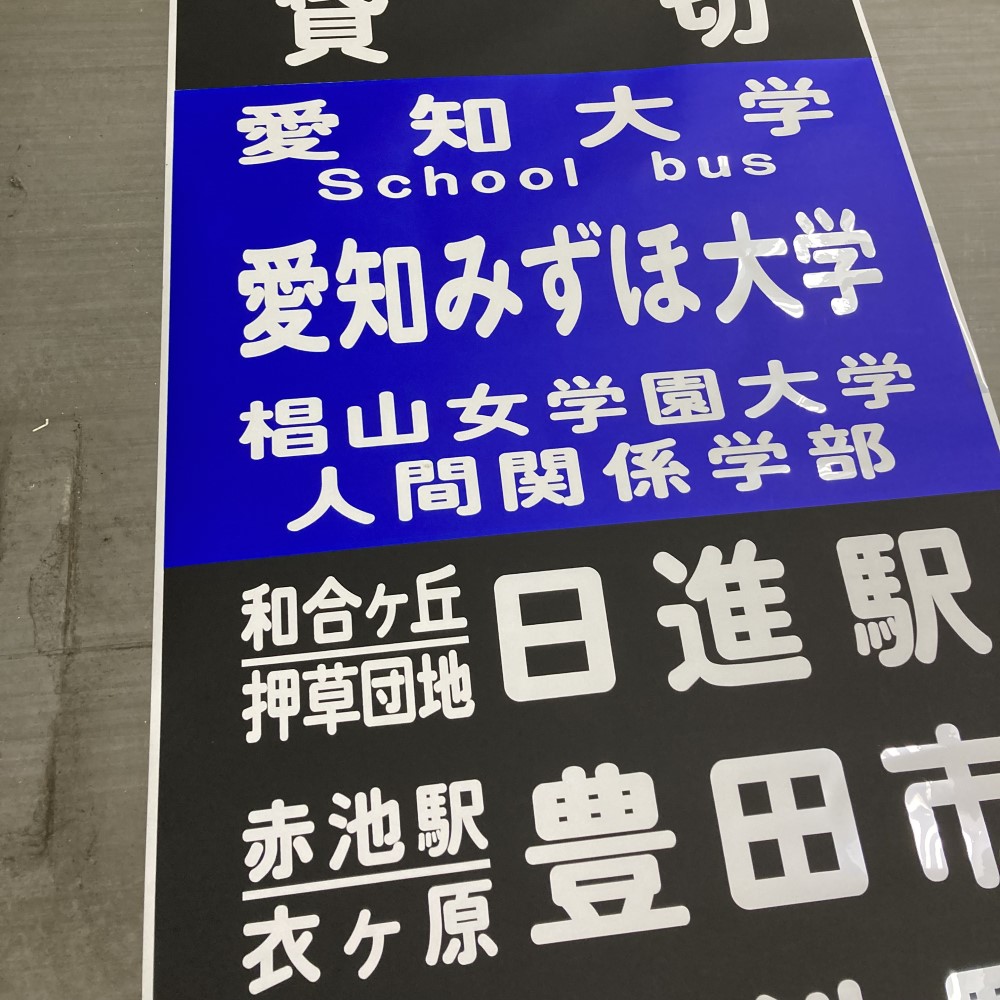 貸切
愛知大学
School bus
愛知みずほ大学
椙山女学園大学
人間関係学部
和合ヶ丘
押草団地
日進駅
赤池駅
衣ヶ原
豊田市